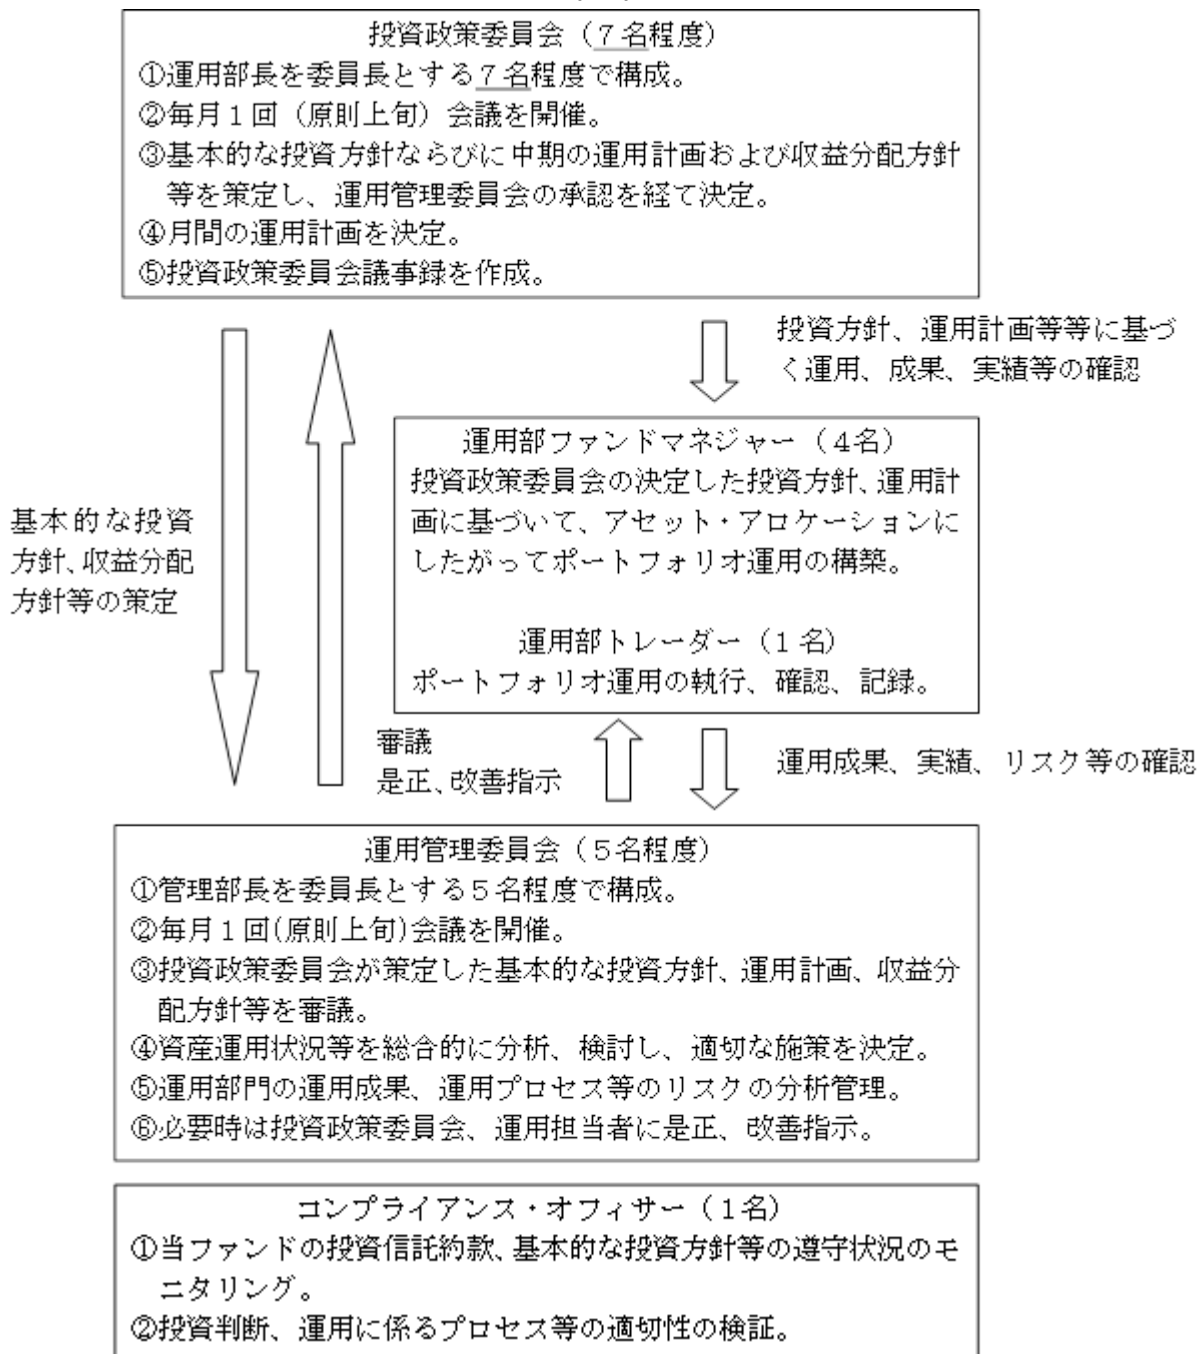 投資政策委員会（７名程度）
①運用部長を委員長とする７名程度で構成。
②毎月１回（原則上旬）会議を開催。
③基本的な投資方針ならびに中期の運用計画および収益分配方針
等を策定し、運用管理委員会の承認を経て決定。
④月間の運用計画を決定。
⑤投資政策委員会議事録を作成。
投資方針、運用計画等等に基づ
く運用、成果、実績等の確認
運用部ファンドマネジャー（４名）
投資政策委員会の決定した投資方針、運用計
画に基づいて、アセット・アロケーションに
したがってポートフォリオ運用の構築。
運用部トレーダー（１名）
ポートフォリオ運用の執行、確認、記録。
基本的な投資
方針、収益分配
方針等の策定
審議
是正、改善指示
運用成果、実績、リスク等の確認
運用管理委員会（５名程度）
①管理部長を委員長とする５名程度で構成。
②毎月１回(原則上旬)会議を開催。
③投資政策委員会が策定した基本的な投資方針、運用計画、収益分
配方針等を審議。
④資産運用状況等を総合的に分析、検討し、適切な施策を決定。
⑤運用部門の運用成果、運用プロセス等のリスクの分析管理。
⑥必要時は投資政策委員会、運用担当者に是正、改善指示。
コンプライアンス・オフィサー（１名）
①当ファンドの投資信託約款、基本的な投資方針等の遵守状況のモ
ニタリング。
②投資判断、運用に係るプロセス等の適切性の検証。